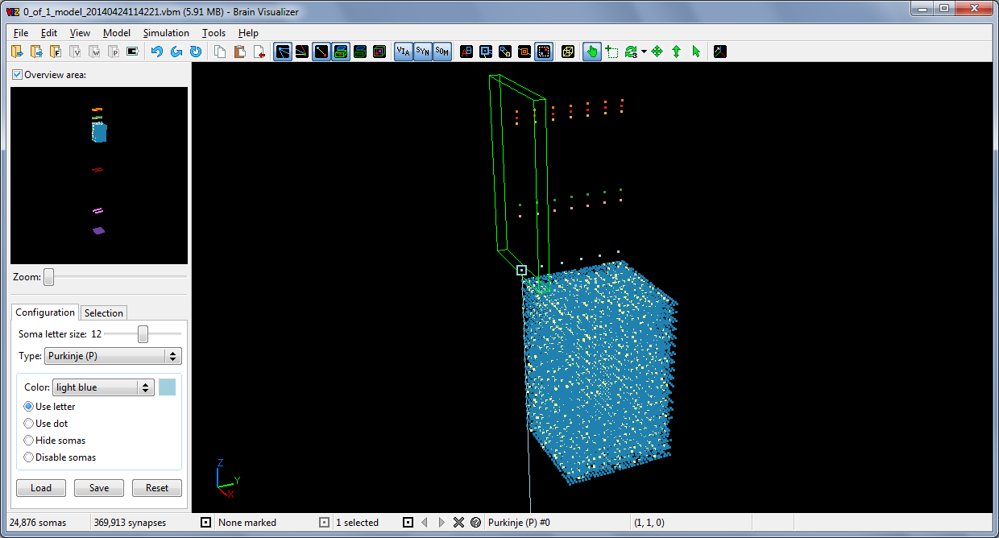 VIZ 0_of_1_model_20140424114221.vbm (5.91 MB) - Brain Visualizer
File Edit View Model Simulation Tools Help
F V W P VIA SYN SOM AB 3
Overview area:
Zoom:
Configuration Selection
Soma letter size: 12
Type: Purkinje (P)
Color: light blue
Use letter
Use dot
Hide somas
Disable somas
Load Save Reset
Z
Y
X
24,876 somas 369,913 synapses None marked 1 selected Purkinje (P) #0 (1, 1, 0)